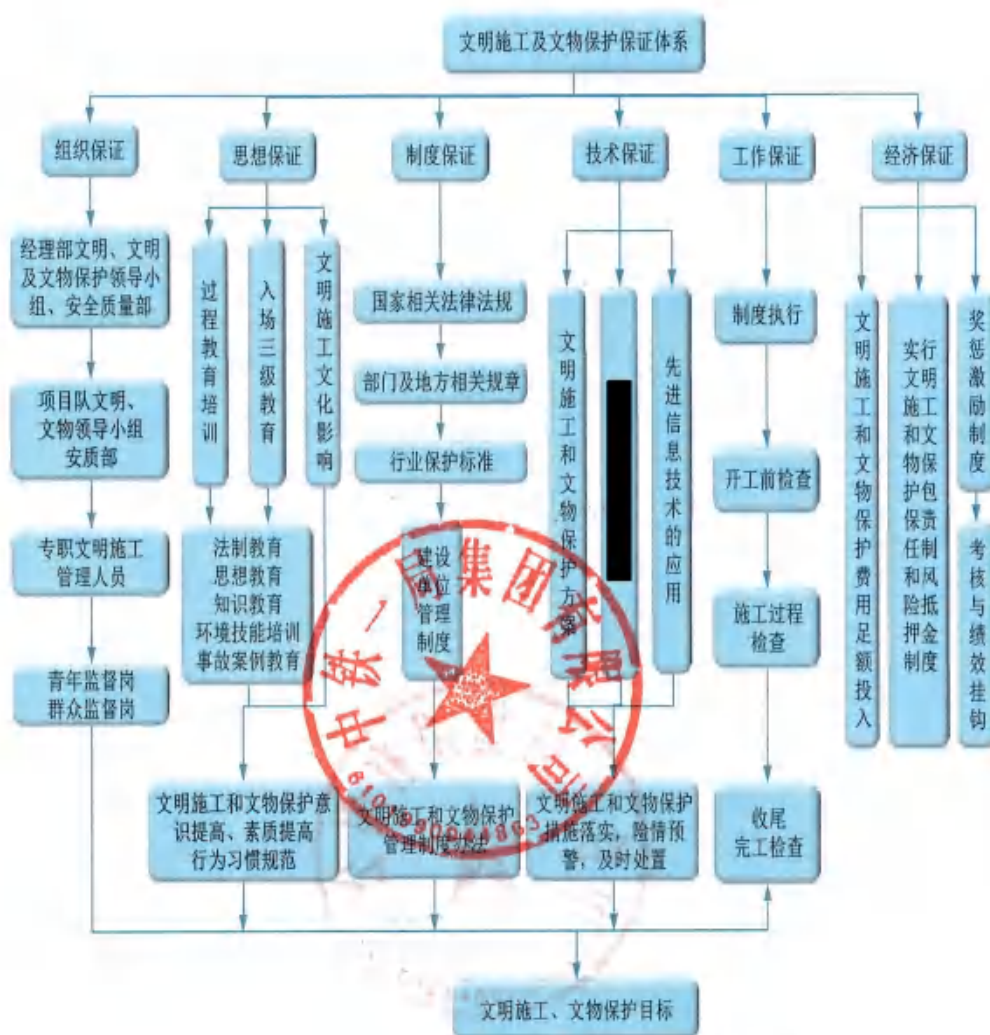 文明施工及文物保护保证体系
组织保证
思想保证
制度保证
技术保证
工作保证
经济保证
经理部文明、文明
及文物保护领导小
组、安全质量部
项目队文明、
文物领导小组
安质部
专职文明施工
管理人员
青年监督岗
群众监督岗
过程教育培训
入场三级教育
文明施工文化影响
法制教育
思想教育
知识教育
环境技能培训
事故案例教育
文明施工和文物保护意
识提高、素质提高
行为习惯规范
国家相关法律法规
部门及地方相关规章
行业保护标准
建设
单位
管理
制度
文明施工和文物保护
管理制度办法
文明施工和文物保护方案
先进信息技术的应用
文明施工和文物保护
措施落实，险情预
警，及时处置
制度执行
开工前检查
施工过程
检查
收尾
完工检查
文明施工和文物保护费用足额投入
实行文明施工和文物保护包保责任制和风险抵押金制度
奖惩激励制度
考核与绩效挂钩
文明施工、文物保护目标
中铁一局集团有限公司